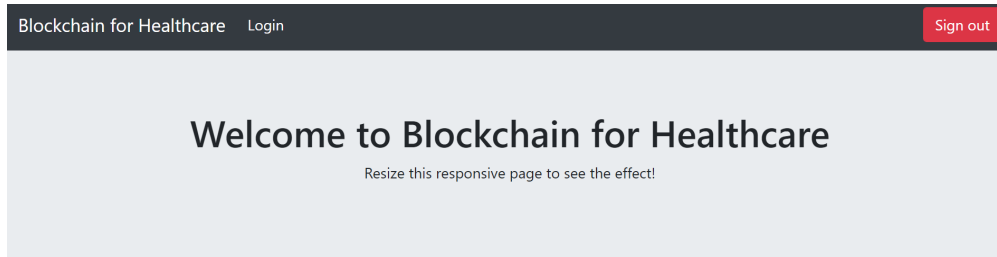 Blockchain for Healthcare Login Sign out
Welcome to Blockchain for Healthcare
Resize this responsive page to see the effect!